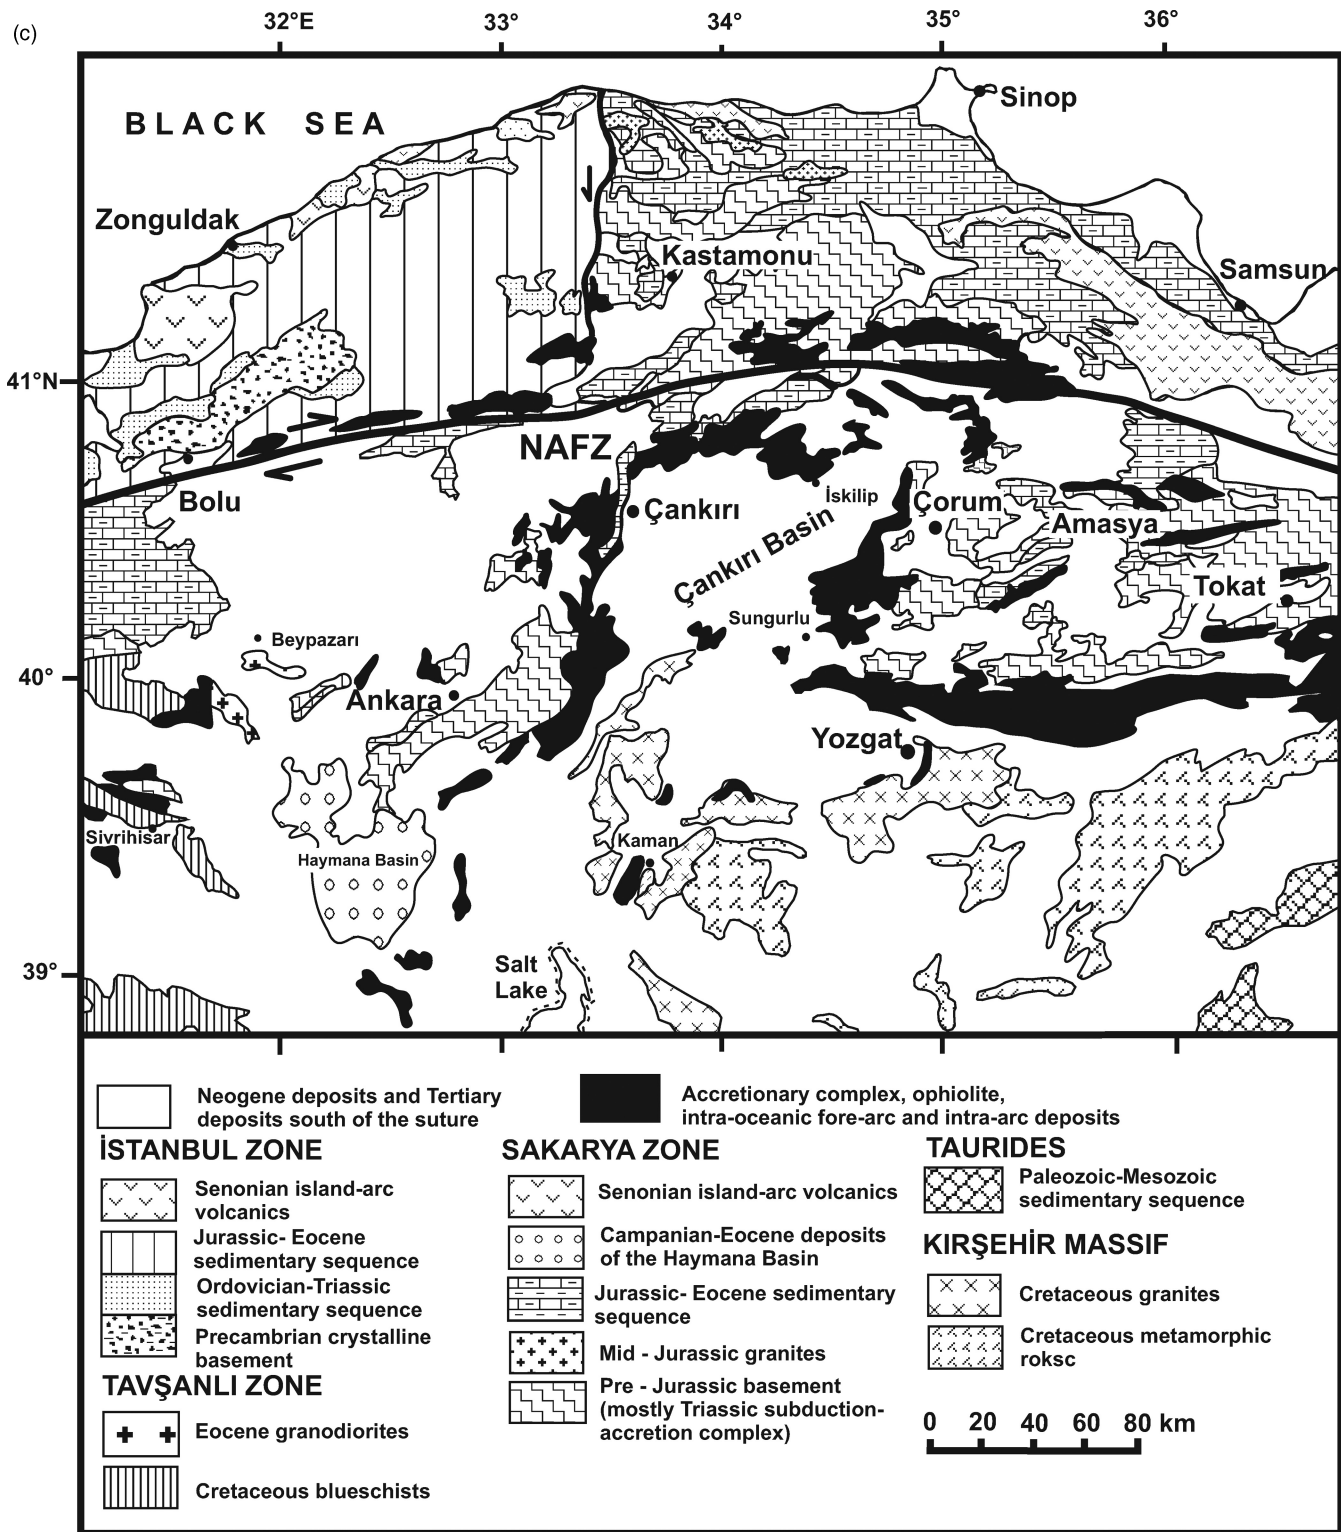 (c)
32°E 33° 34° 35° 36°
BLACK SEA
Sinop
Zonguldak
Kastamonu
Samsun
41°N
NAFZ
Bolu
Çankırı
İskilip
Çorum
Amasya
Çankırı Basin
Tokat
Sungurlu
Beypazarı
40°
Ankara
Yozgat
Sivrihisar
Kaman
Haymana Basin
39°
Salt
Lake
Neogene deposits and Tertiary
deposits south of the suture
Accretionary complex, ophiolite,
intra-oceanic fore-arc and intra-arc deposits
İSTANBUL ZONE
Senonian island-arc
volcanics
Jurassic- Eocene
sedimentary sequence
Ordovician-Triassic
sedimentary sequence
Precambrian crystalline
basement
TAVŞANLI ZONE
Eocene granodiorites
Cretaceous blueschists
SAKARYA ZONE
Senonian island-arc volcanics
Campanian-Eocene deposits
of the Haymana Basin
Jurassic- Eocene sedimentary
sequence
Mid - Jurassic granites
Pre - Jurassic basement
(mostly Triassic subduction-
accretion complex)
TAURIDES
Paleozoic-Mesozoic
sedimentary sequence
KIRŞEHİR MASSIF
Cretaceous granites
Cretaceous metamorphic
roksc
0 20 40 60 80 km